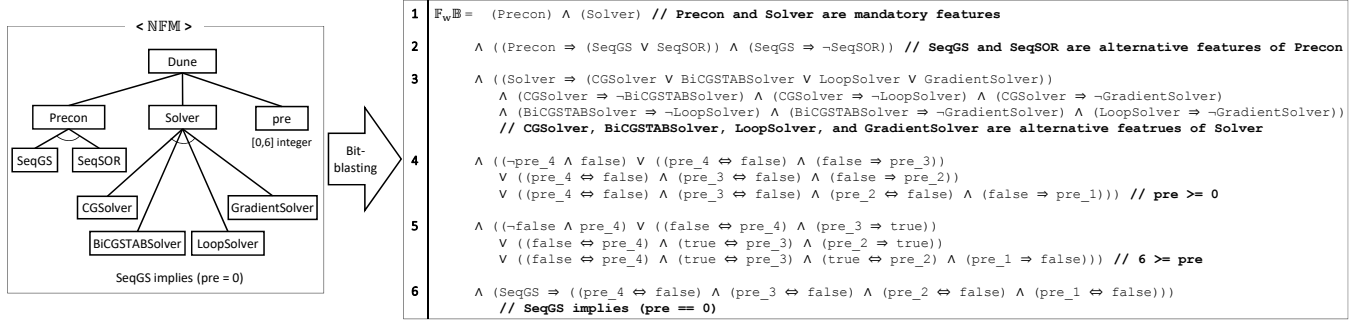 < ℕ𝔽𝕄 >
Dune
Precon
Solver
pre
[0,6] integer
SeqGS
SeqSOR
CGSolver
GradientSolver
BiCGSTABSolver
LoopSolver
SeqGS implies (pre = 0)
Bit-
blasting
1 𝔽w𝔹 = (Precon) ∧ (Solver) // Precon and Solver are mandatory features
2 ∧ ((Precon ⇒ (SeqGS ∨ SeqSOR)) ∧ (SeqGS ⇒ ¬SeqSOR)) // SeqGS and SeqSOR are alternative features of Precon
3 ∧ ((Solver ⇒ (CGSolver ∨ BiCGSTABSolver ∨ LoopSolver ∨ GradientSolver))
∧ (CGSolver ⇒ ¬BiCGSTABSolver) ∧ (CGSolver ⇒ ¬LoopSolver) ∧ (CGSolver ⇒ ¬GradientSolver)
∧ (BiCGSTABSolver ⇒ ¬LoopSolver) ∧ (BiCGSTABSolver ⇒ ¬GradientSolver) ∧ (LoopSolver ⇒ ¬GradientSolver))
// CGSolver, BiCGSTABSolver, LoopSolver, and GradientSolver are alternative featrues of Solver
4 ∧ ((¬pre_4 ∧ false) ∨ ((pre_4 ⇔ false) ∧ (false ⇒ pre_3))
∨ ((pre_4 ⇔ false) ∧ (pre_3 ⇔ false) ∧ (false ⇒ pre_2))
∨ ((pre_4 ⇔ false) ∧ (pre_3 ⇔ false) ∧ (pre_2 ⇔ false) ∧ (false ⇒ pre_1))) // pre >= 0
5 ∧ ((¬false ∧ pre_4) ∨ ((false ⇔ pre_4) ∧ (pre_3 ⇒ true))
∨ ((false ⇔ pre_4) ∧ (true ⇔ pre_3) ∧ (pre_2 ⇒ true))
∨ ((false ⇔ pre_4) ∧ (true ⇔ pre_3) ∧ (true ⇔ pre_2) ∧ (pre_1 ⇒ false))) // 6 >= pre
6 ∧ (SeqGS ⇒ ((pre_4 ⇔ false) ∧ (pre_3 ⇔ false) ∧ (pre_2 ⇔ false) ∧ (pre_1 ⇔ false)))
// SeqGS implies (pre == 0)